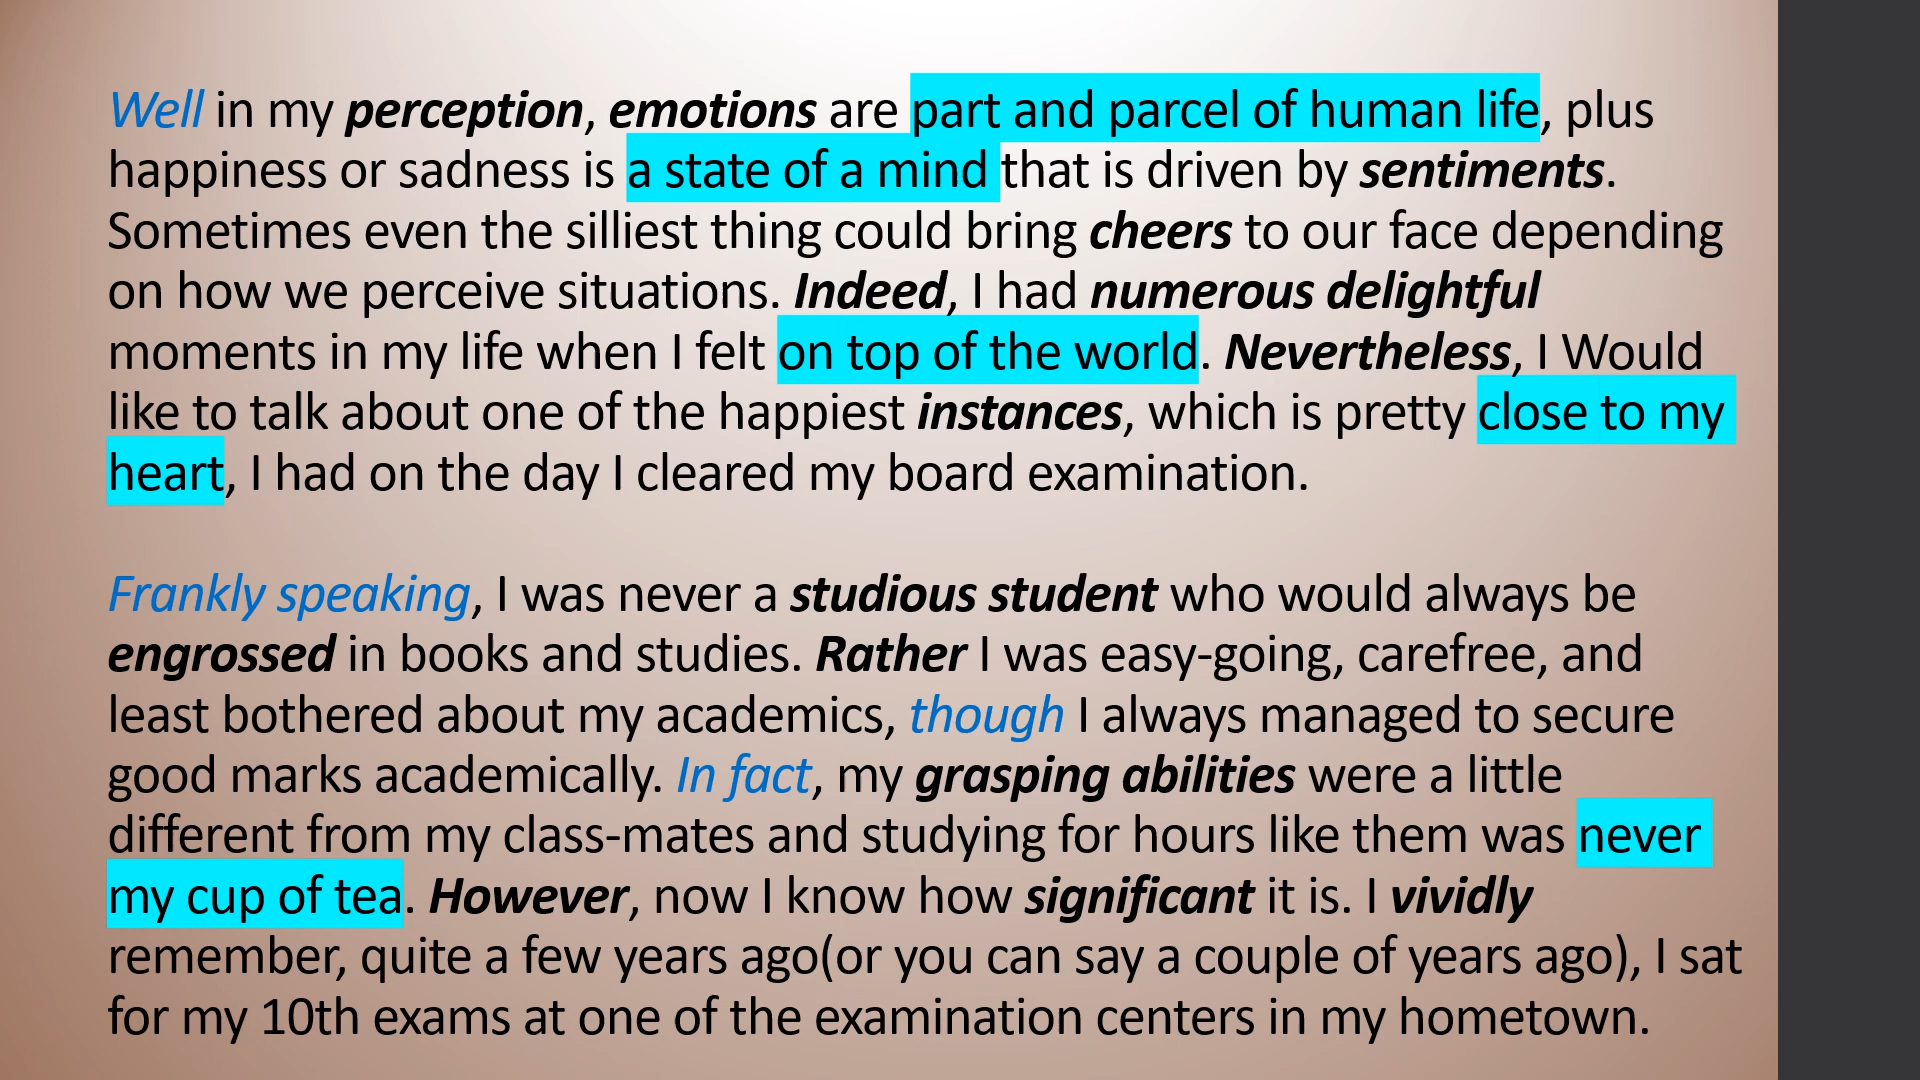 Well in my perception, emotions are part and parcel of human life, plus
happiness or sadness is a state of a mind that is driven by sentiments.
Sometimes even the silliest thing could bring cheers to our face depending
on how we perceive situations. Indeed, I had numerous delightful
moments in my life when I felt on top of the world. Nevertheless, I Would
like to talk about one of the happiest instances, which is pretty close to my
heart, I had on the day I cleared my board examination.
Frankly speaking, I was never a studious student who would always be
engrossed in books and studies. Rather I was easy-going, carefree, and
least bothered about my academics, though I always managed to secure
good marks academically. In fact, my grasping abilities were a little
different from my class-mates and studying for hours like them was never
my cup of tea. However, now I know how significant it is. I vividly
remember, quite a few years ago(or you can say a couple of years ago), I sat
for my 10th exams at one of the examination centers in my hometown.